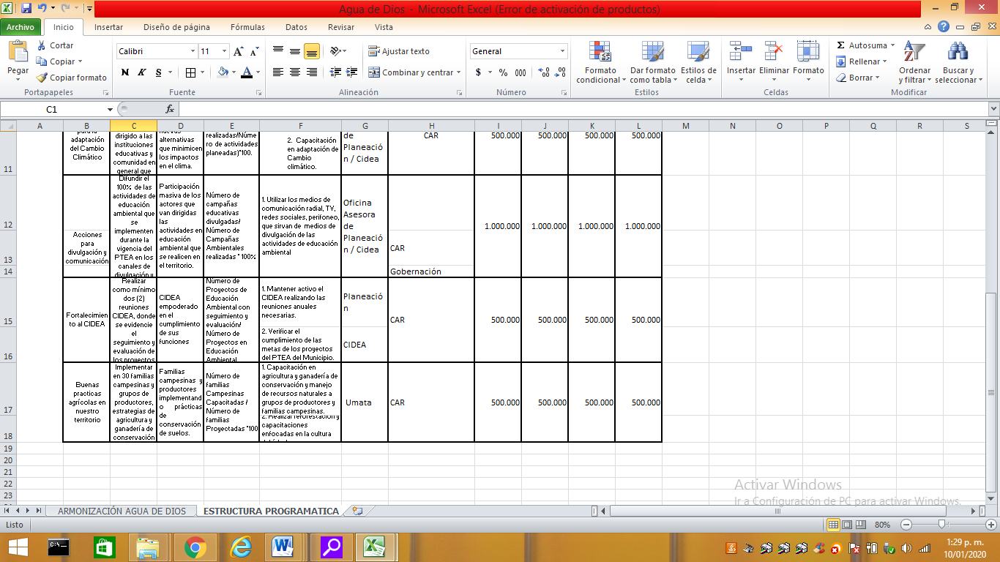 Agua de Dios - Microsoft Excel (Error de activación de productos)
Archivo Inicio Insertar Diseño de página Fórmulas Datos Revisar Vista
Pegar
Cortar
Copiar
Copiar formato
Portapapeles
Calibri 11
N K S
A
Fuente
Ajustar texto
Combinar y centrar
Alineación
General
$ % 000
Número
Formato condicional
Dar formato como tabla
Estilos de celda
Estilos
Insertar Eliminar Formato
Celdas
Σ Autosuma
Rellenar
Borrar
Ordenar y filtrar
Buscar y seleccionar
Modificar
C1
fx
A B C D E F G H I J K L M N O P Q R S
11
para la
adaptación
del Cambio
Climático
dirigido a las
instituciones
educativas y
comunidad en
general que
nuevas
alternativas
que minimicen
los impactos
en el clima.
realizadas/Núme
ro de actividades
planeadas)*100.
2. Capacitación
en adaptación de
Cambio
climático.
de
Planeació
n / Cidea
CAR
500.000 500.000 500.000 500.000
12
13
14
Acciones
para
divulgación y
comunicación
Difundir el
100% de las
actividades de
educación
ambiental que
se
implementen
durante la
vigencia del
PTEA en los
canales de
divulgación y
Participación
masiva de los
actores que
van dirigidas
las
actividades en
educación
ambiental que
se realicen en
el territorio.
Número de
campañas
educativas
divulgadas/
Número de
Campañas
Ambientales
realizadas * 100%
1. Utilizar los medios de
comunicación radial, TV,
redes sociales, perifoneo,
que sirvan de medios de
divulgación de las
actividades de educación
ambiental
Oficina
Asesora
de
Planeació
n / Cidea
CAR
Gobernación
1.000.000 1.000.000 1.000.000 1.000.000
15
16
Fortalecimien
to al CIDEA
Realizar
como mínimo
dos (2)
reuniones
CIDEA, donde
se evidencie
el
seguimiento y
evaluación de
los proyectos
CIDEA
empoderado
en el
cumplimiento
de sus
funciones
Número de
Proyectos de
Educación
Ambiental con
seguimiento y
evaluación/
Número de
Proyectos en
Educación
Ambiental
1. Mantener activo el
CIDEA realizando las
reuniones anuales
necesarias.
2. Verificar el
cumplimiento de las
metas de los proyectos
del PTEA del Municipio.
Planeació
n
CIDEA
CAR
500.000 500.000 500.000 500.000
17
18
Buenas
practicas
agrícolas en
nuestro
territorio
Implementar
en 30 familias
campesinas y
grupos de
productores,
estrategias de
agricultura y
ganadería de
conservación
Familias
campesinas y
productores
implementand
o prácticas
de
conservación
de suelos.
Número de
familias
Campesinas
Capacitadas /
Número de
familias
Proyectadas *100
1. Capacitación en
agricultura y ganadería de
conservación y manejo
de recursos naturales a
grupos de productores y
familias campesinas.
2. Realizar reforestación y
capacitaciones
enfocadas en la cultura
Umata
CAR
500.000 500.000 500.000 500.000
19
20
21
22
23
Activar Windows
Ir a Configuración de PC para activar Windows.
ARMONIZACIÓN AGUA DE DIOS ESTRUCTURA PROGRAMATICA
Listo
80%
1:29 p. m.
10/01/2020